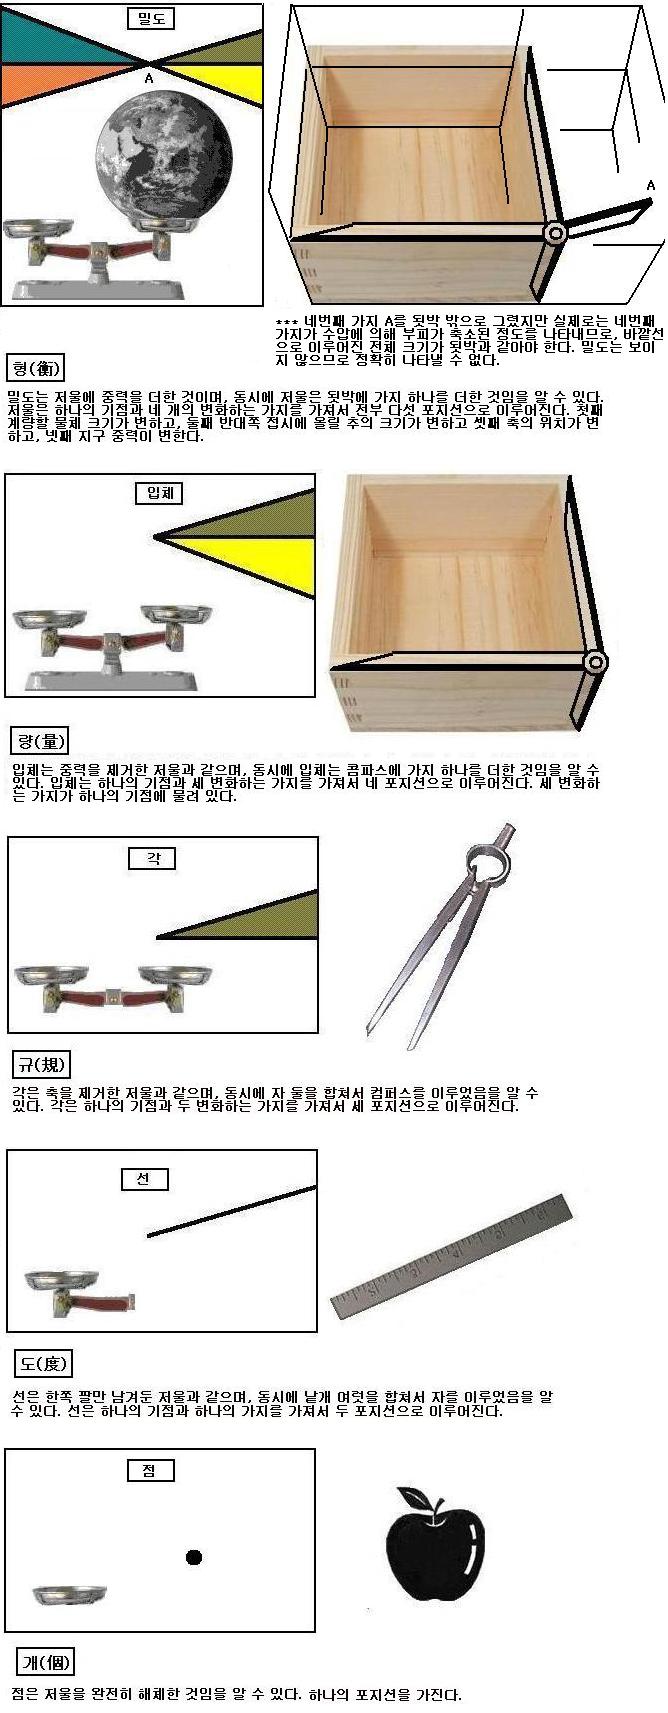 밀도
A
A
*** 네번째 가지 A를 됫박 밖으로 그렸지만 실제로는 네번째
가지가 수압에 의해 부피가 축소된 정도를 나타내므로, 바깥선
으로 이루어진 전체 크기가 됫박과 같아야 한다. 밀도는 보이
지 않으므로 정확히 나타낼 수 없다.
형(衡)
밀도는 저울에 중력을 더한 것이며, 동시에 저울은 됫박에 가지 하나를 더한 것임을 알 수 있다.
저울은 하나의 기점과 네 개의 변화하는 가지를 가져서 전부 다섯 포지션으로 이루어진다. 첫째
계량할 물체 크기가 변하고, 둘째 반대쪽 접시에 올릴 추의 크기가 변하고 셋째 축의 위치가 변
하고, 넷째 지구 중력이 변한다.
입체
량(量)
입체는 중력을 제거한 저울과 같으며, 동시에 입체는 콤파스에 가지 하나를 더한 것임을 알 수
있다. 입체는 하나의 기점과 세 변화하는 가지를 가져서 네 포지션으로 이루어진다. 세 변화하
는 가지가 하나의 기점에 물려 있다.
각
규(規)
각은 축을 제거한 저울과 같으며, 동시에 자 둘을 합쳐서 컴퍼스를 이루었음을 알 수
있다. 각은 하나의 기점과 두 변화하는 가지를 가져서 세 포지션으로 이루어진다.
선
도(度)
선은 한쪽 팔만 남겨둔 저울과 같으며, 동시에 낱개 여럿을 합쳐서 자를 이루었음을 알
수 있다. 선은 하나의 기점과 하나의 가지를 가져서 두 포지션으로 이루어진다.
점
개(個)
점은 저울을 완전히 해체한 것임을 알 수 있다. 하나의 포지션을 가진다.